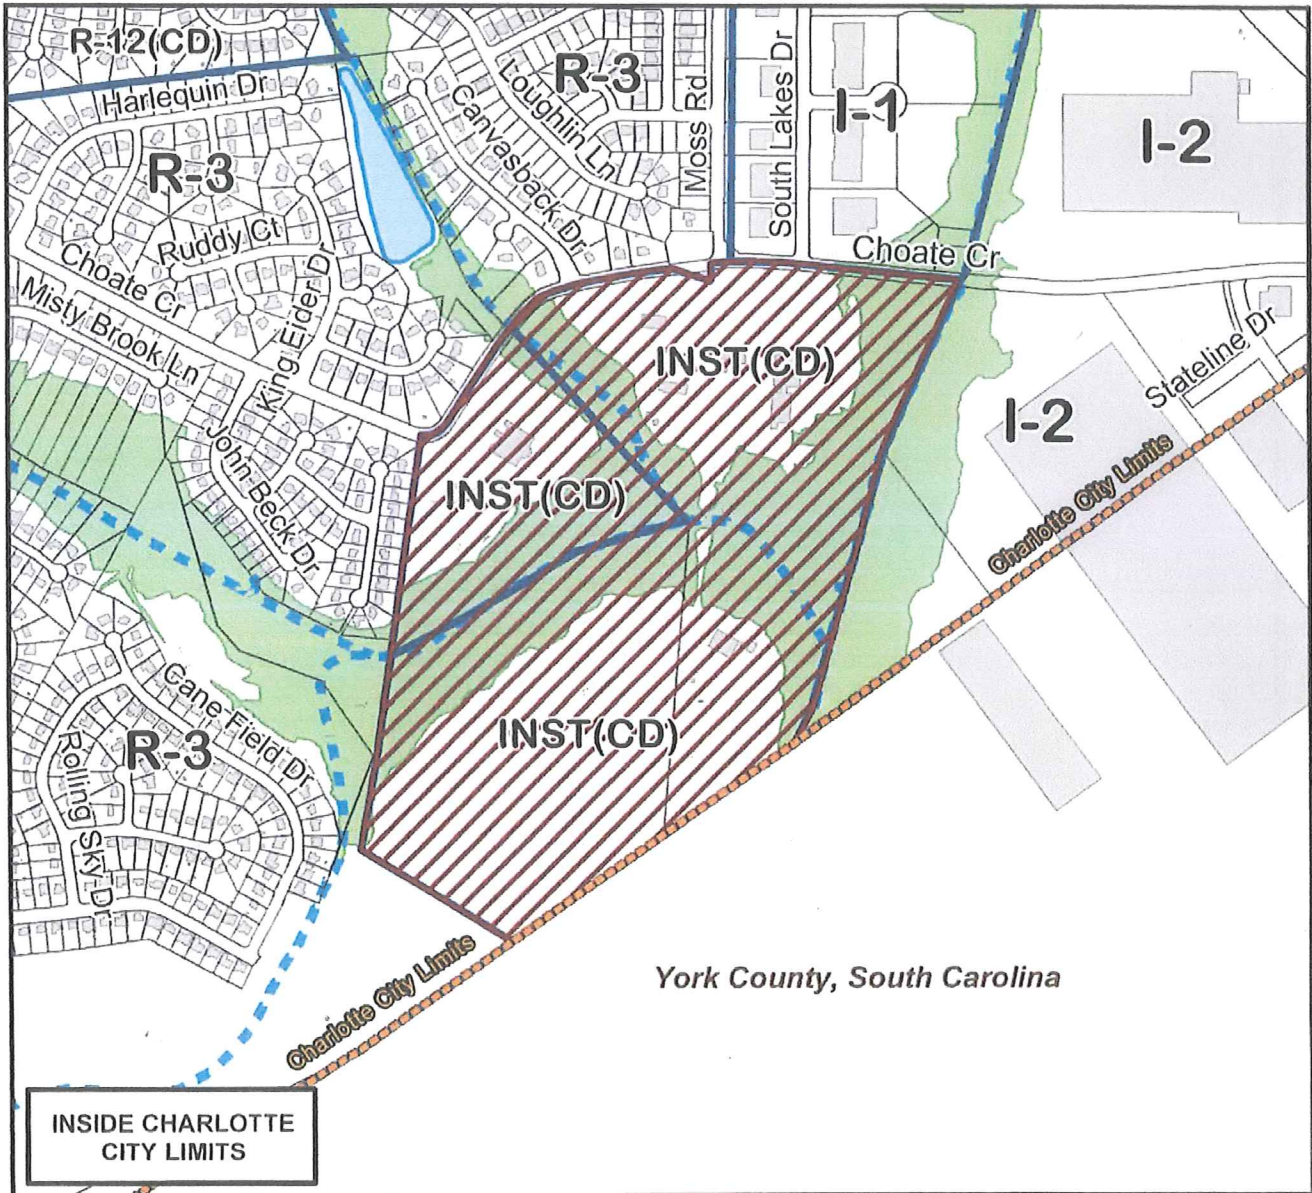 R-12(CD)
Harlequin Dr
R-3
Loughlin Ln
Canvasback Dr
R-3
Moss Rd
South Lakes Dr
I-1
I-2
Ruddy Ct
King Eider Dr
Choate Cr
Misty Brook Ln
John Beck Dr
Choate Cr
INST(CD)
Stateline Dr
I-2
INST(CD)
Charlotte City Limits
Cane Field Dr
R-3
Rolling Sky Dr
INST(CD)
Charlotte City Limits
York County, South Carolina
INSIDE CHARLOTTE
CITY LIMITS